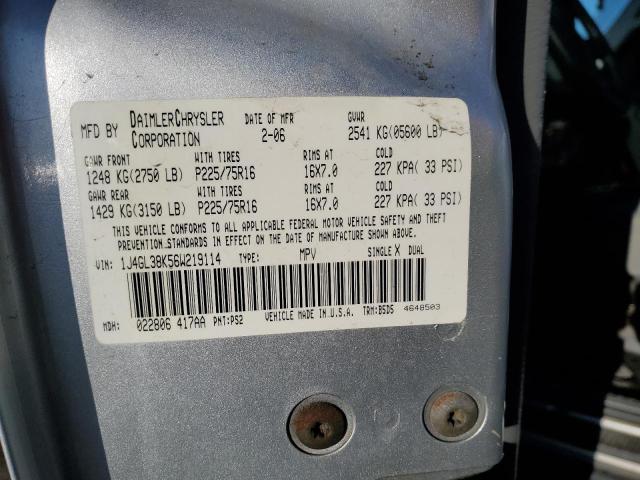 MFD BY DAIMLERCHRYSLER CORPORATION DATE OF MFR 2-06 GVWR 2541 KG(05600 LB)
GAWR FRONT WITH TIRES RIMS AT COLD
1248 KG(2750 LB) P225/75R16 16X7.0 227 KPA( 33 PSI)
GAWR REAR WITH TIRES RIMS AT COLD
1429 KG(3150 LB) P225/75R16 16X7.0 227 KPA( 33 PSI)
THIS VEHICLE CONFORMS TO ALL APPLICABLE FEDERAL MOTOR VEHICLE SAFETY AND THEFT
PREVENTION STANDARDS IN EFFECT ON THE DATE OF MANUFACTURE SHOWN ABOVE.
VIN: 1J4GL38K56W219114 TYPE: MPV SINGLE X DUAL
MDH: 022806 417AA PNT:PS2 VEHICLE MADE IN U.S.A. TRM:B5D5 4648503